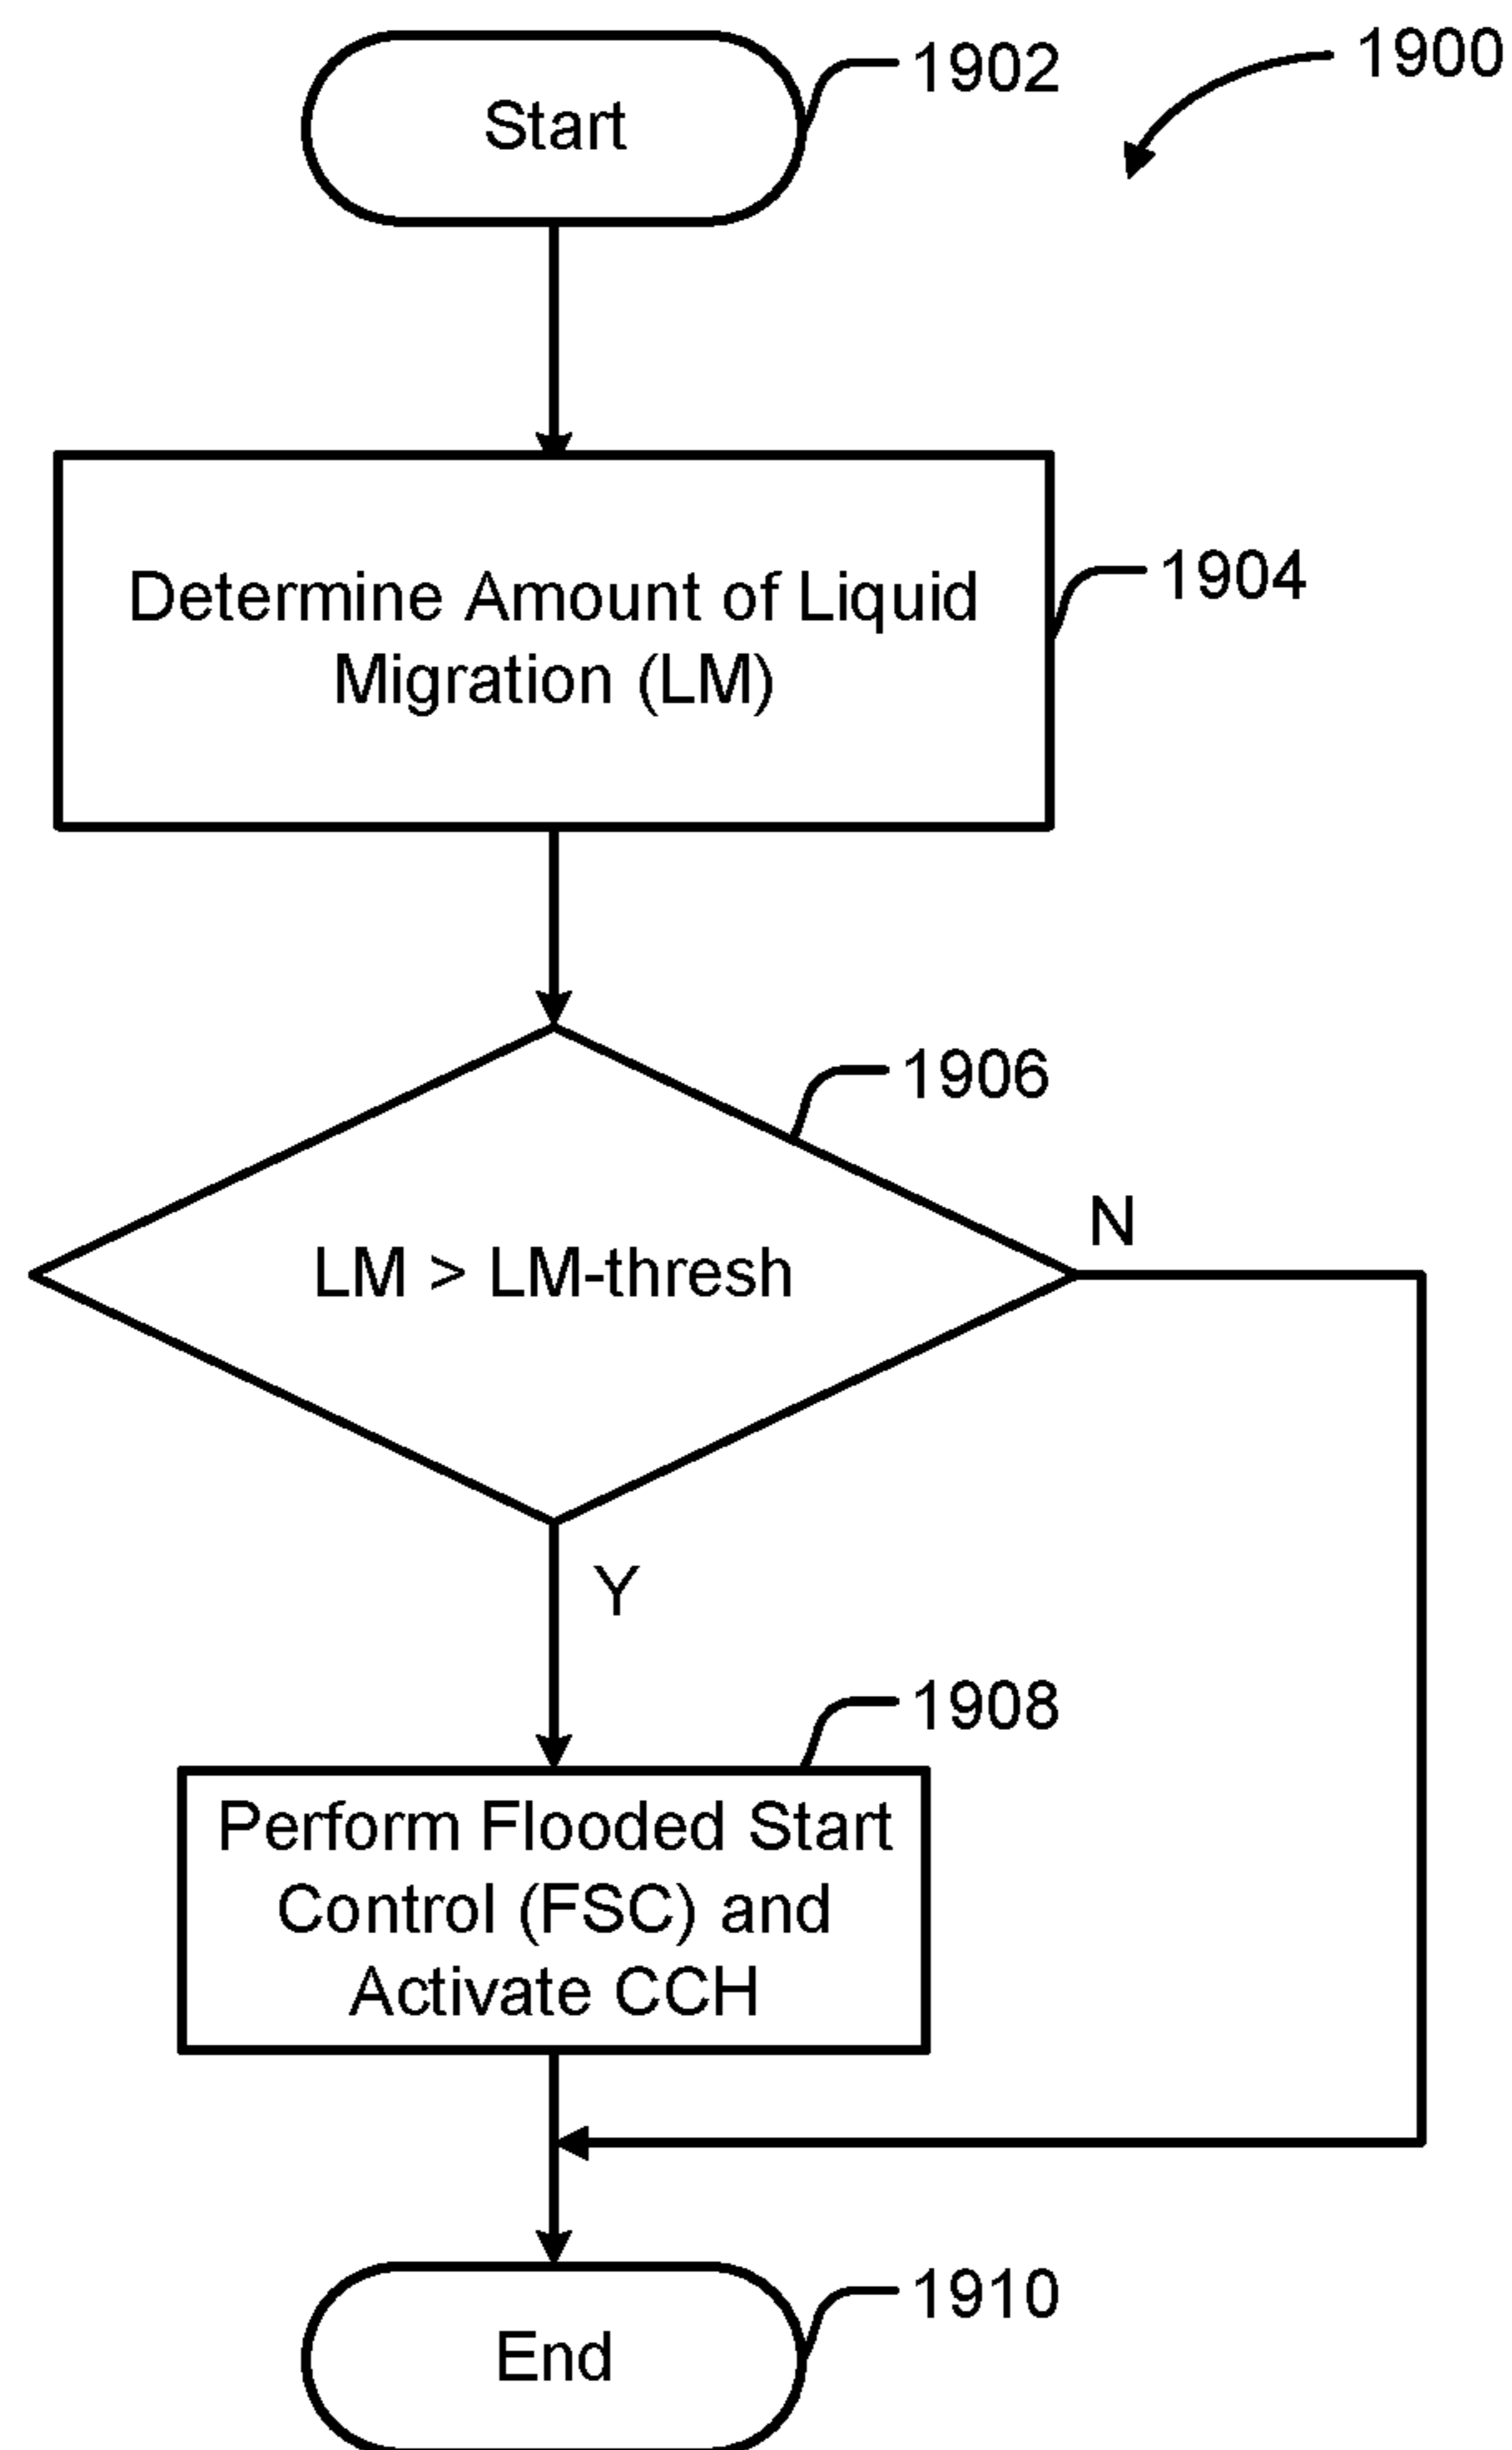 1900
1902
Start
1904
Determine Amount of Liquid
Migration (LM)
1906
LM > LM-thresh
N
Y
1908
Perform Flooded Start
Control (FSC) and
Activate CCH
1910
End